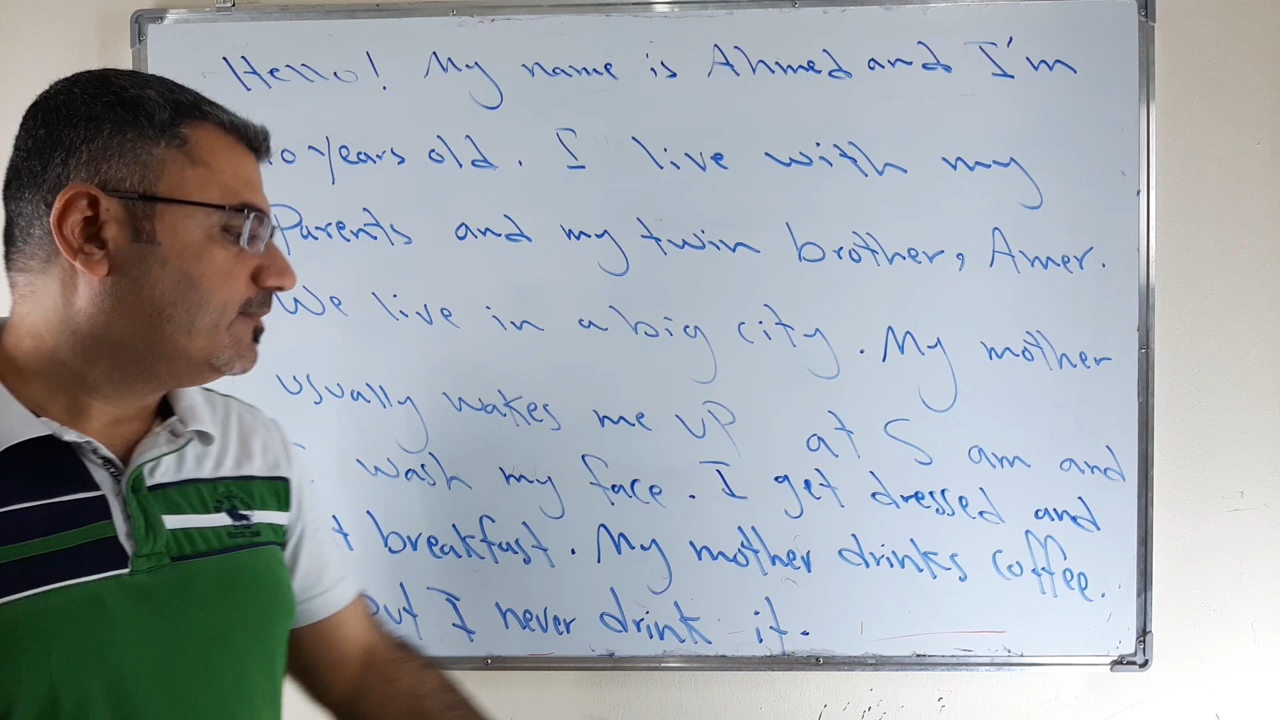 Hello! My name is Ahmed and I'm
years old. I live with my
Parents and my twin brother, Amer.
We live in a big city. My mother
usually wakes me up at 5 am and
wash my face. I get dressed and
breakfast. My mother drinks coffee.
but I never drink it.